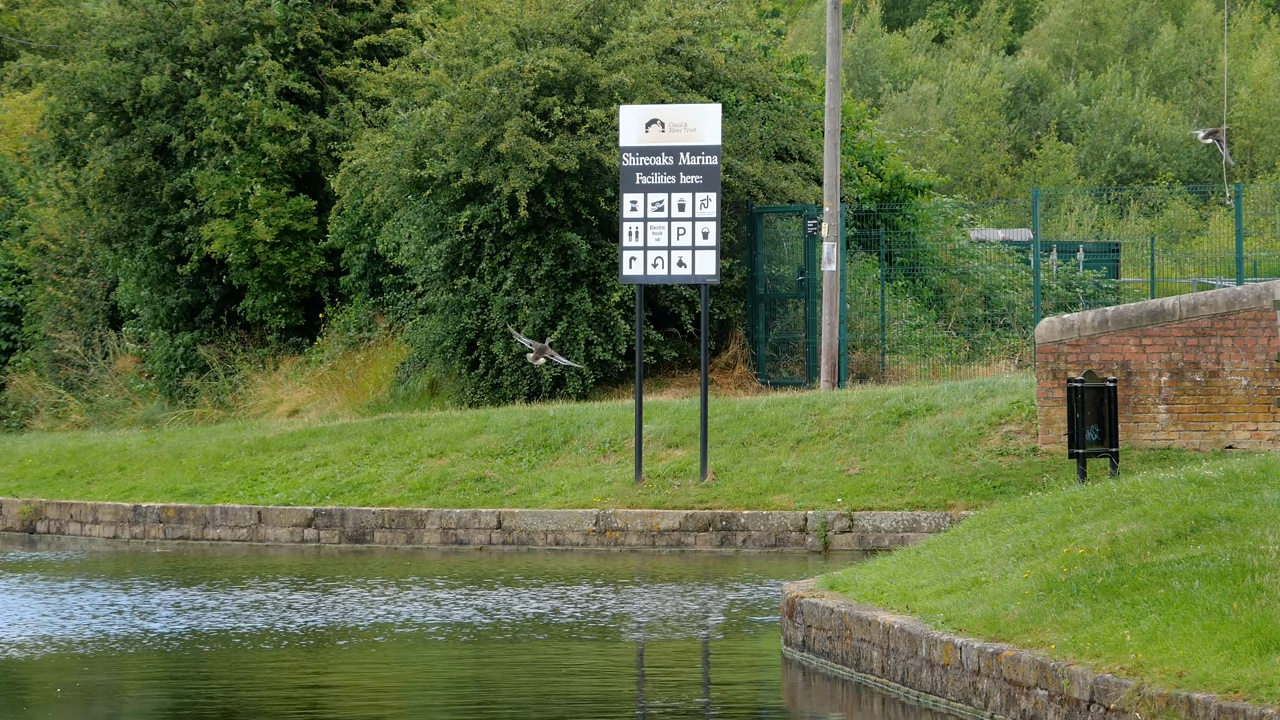 Canal &
River Trust
Shireoaks Marina
Facilities here:
Electric
hook
up
P